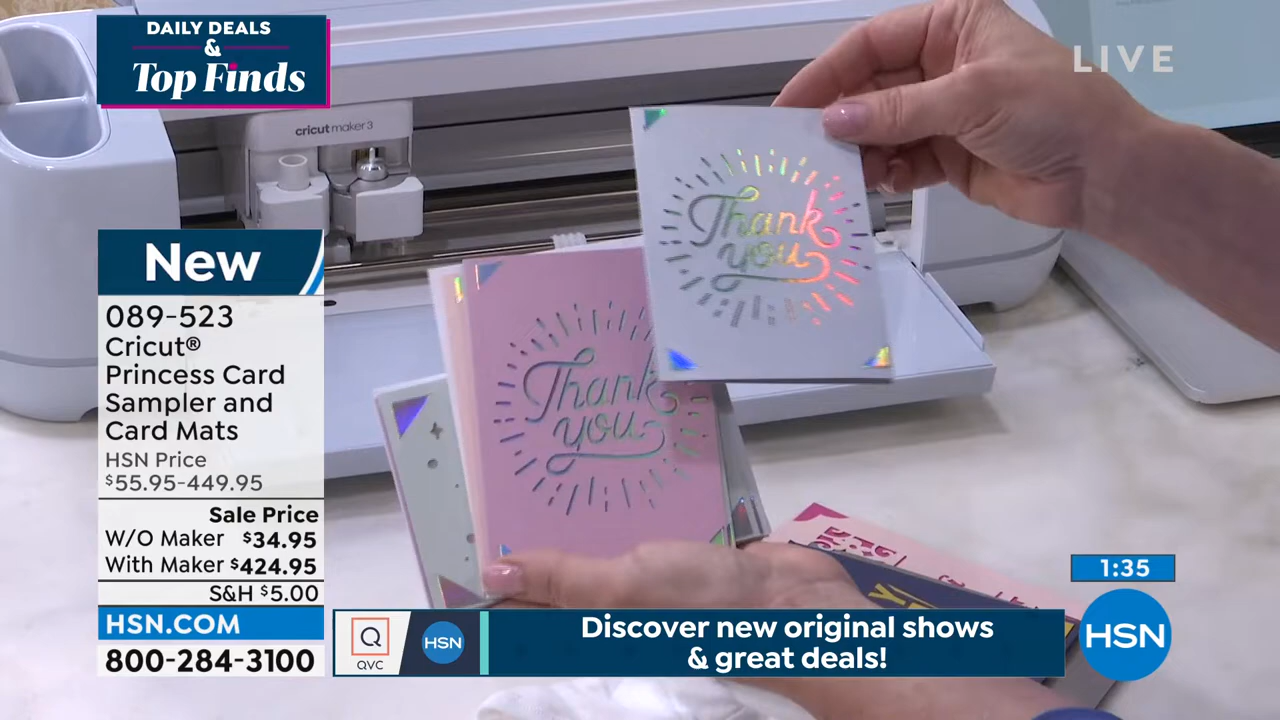 DAILY DEALS
&
Top Finds
LIVE
cricut maker 3
Thank
you
Thank
you
New
089-523
Cricut®
Princess Card
Sampler and
Card Mats
HSN Price
$55.95-449.95
Sale Price
W/O Maker $34.95
With Maker $424.95
S&H $5.00
HSN.COM
800-284-3100
Q
QVC
HSN
Discover new original shows
& great deals!
1:35
HSN